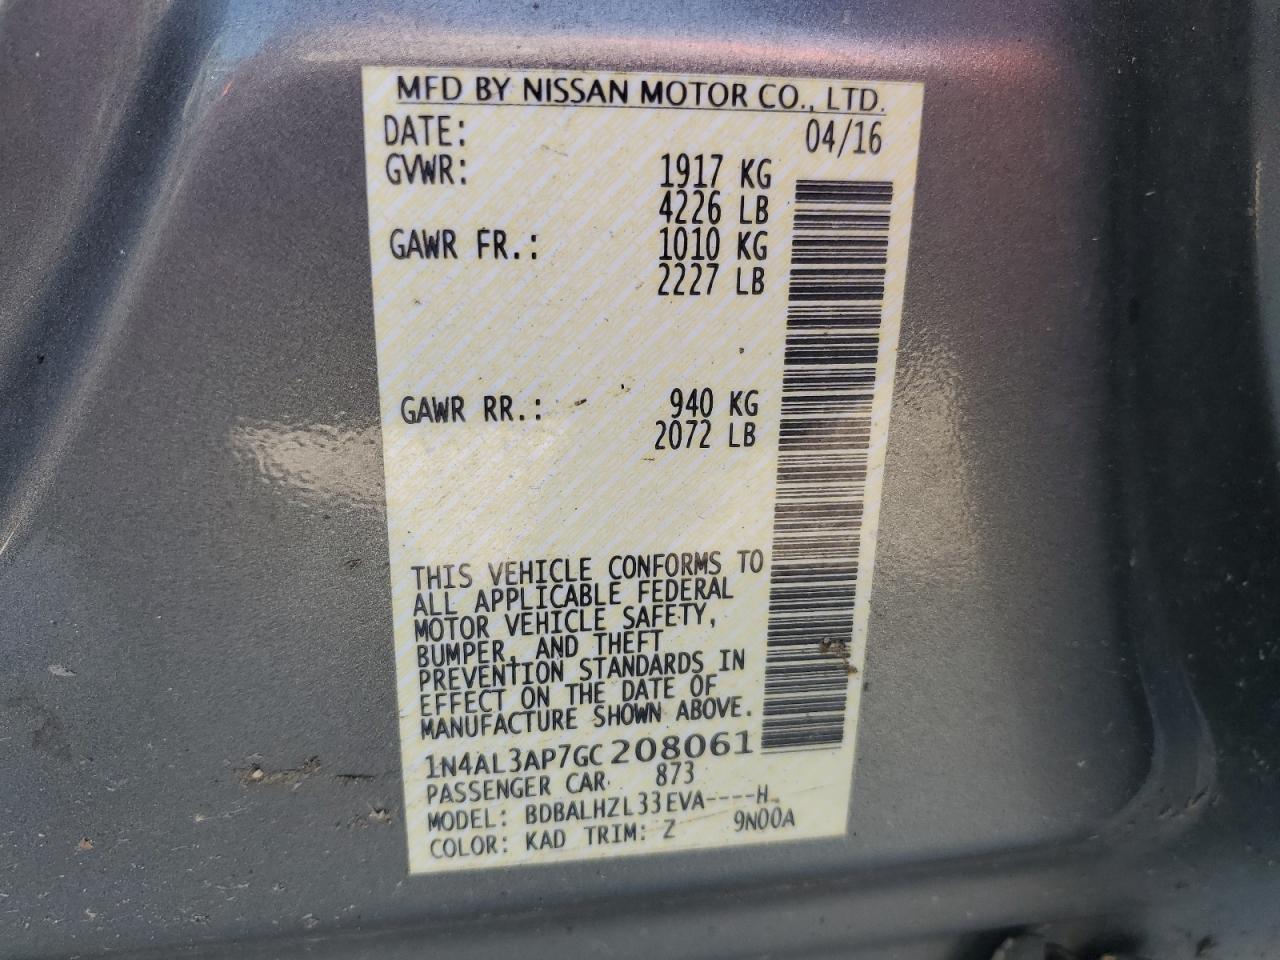 MFD BY NISSAN MOTOR CO., LTD.
DATE: 04/16
GVWR: 1917 KG
4226 LB
GAWR FR.: 1010 KG
2227 LB
GAWR RR.: 940 KG
2072 LB
THIS VEHICLE CONFORMS TO
ALL APPLICABLE FEDERAL
MOTOR VEHICLE SAFETY,
BUMPER, AND THEFT
PREVENTION STANDARDS IN
EFFECT ON THE DATE OF
MANUFACTURE SHOWN ABOVE.
1N4AL3AP7GC208061
PASSENGER CAR 873
MODEL: BDBALHZL33EVA----H
COLOR: KAD TRIM: Z 9N00A